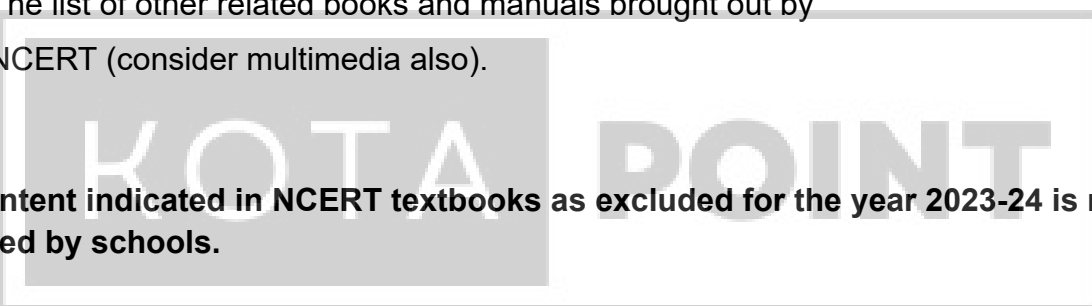 he list of other related books and manuals brought out by
NCERT (consider multimedia also).
KOTA POINT
ntent indicated in NCERT textbooks as excluded for the year 2023-24 is
ed by schools.